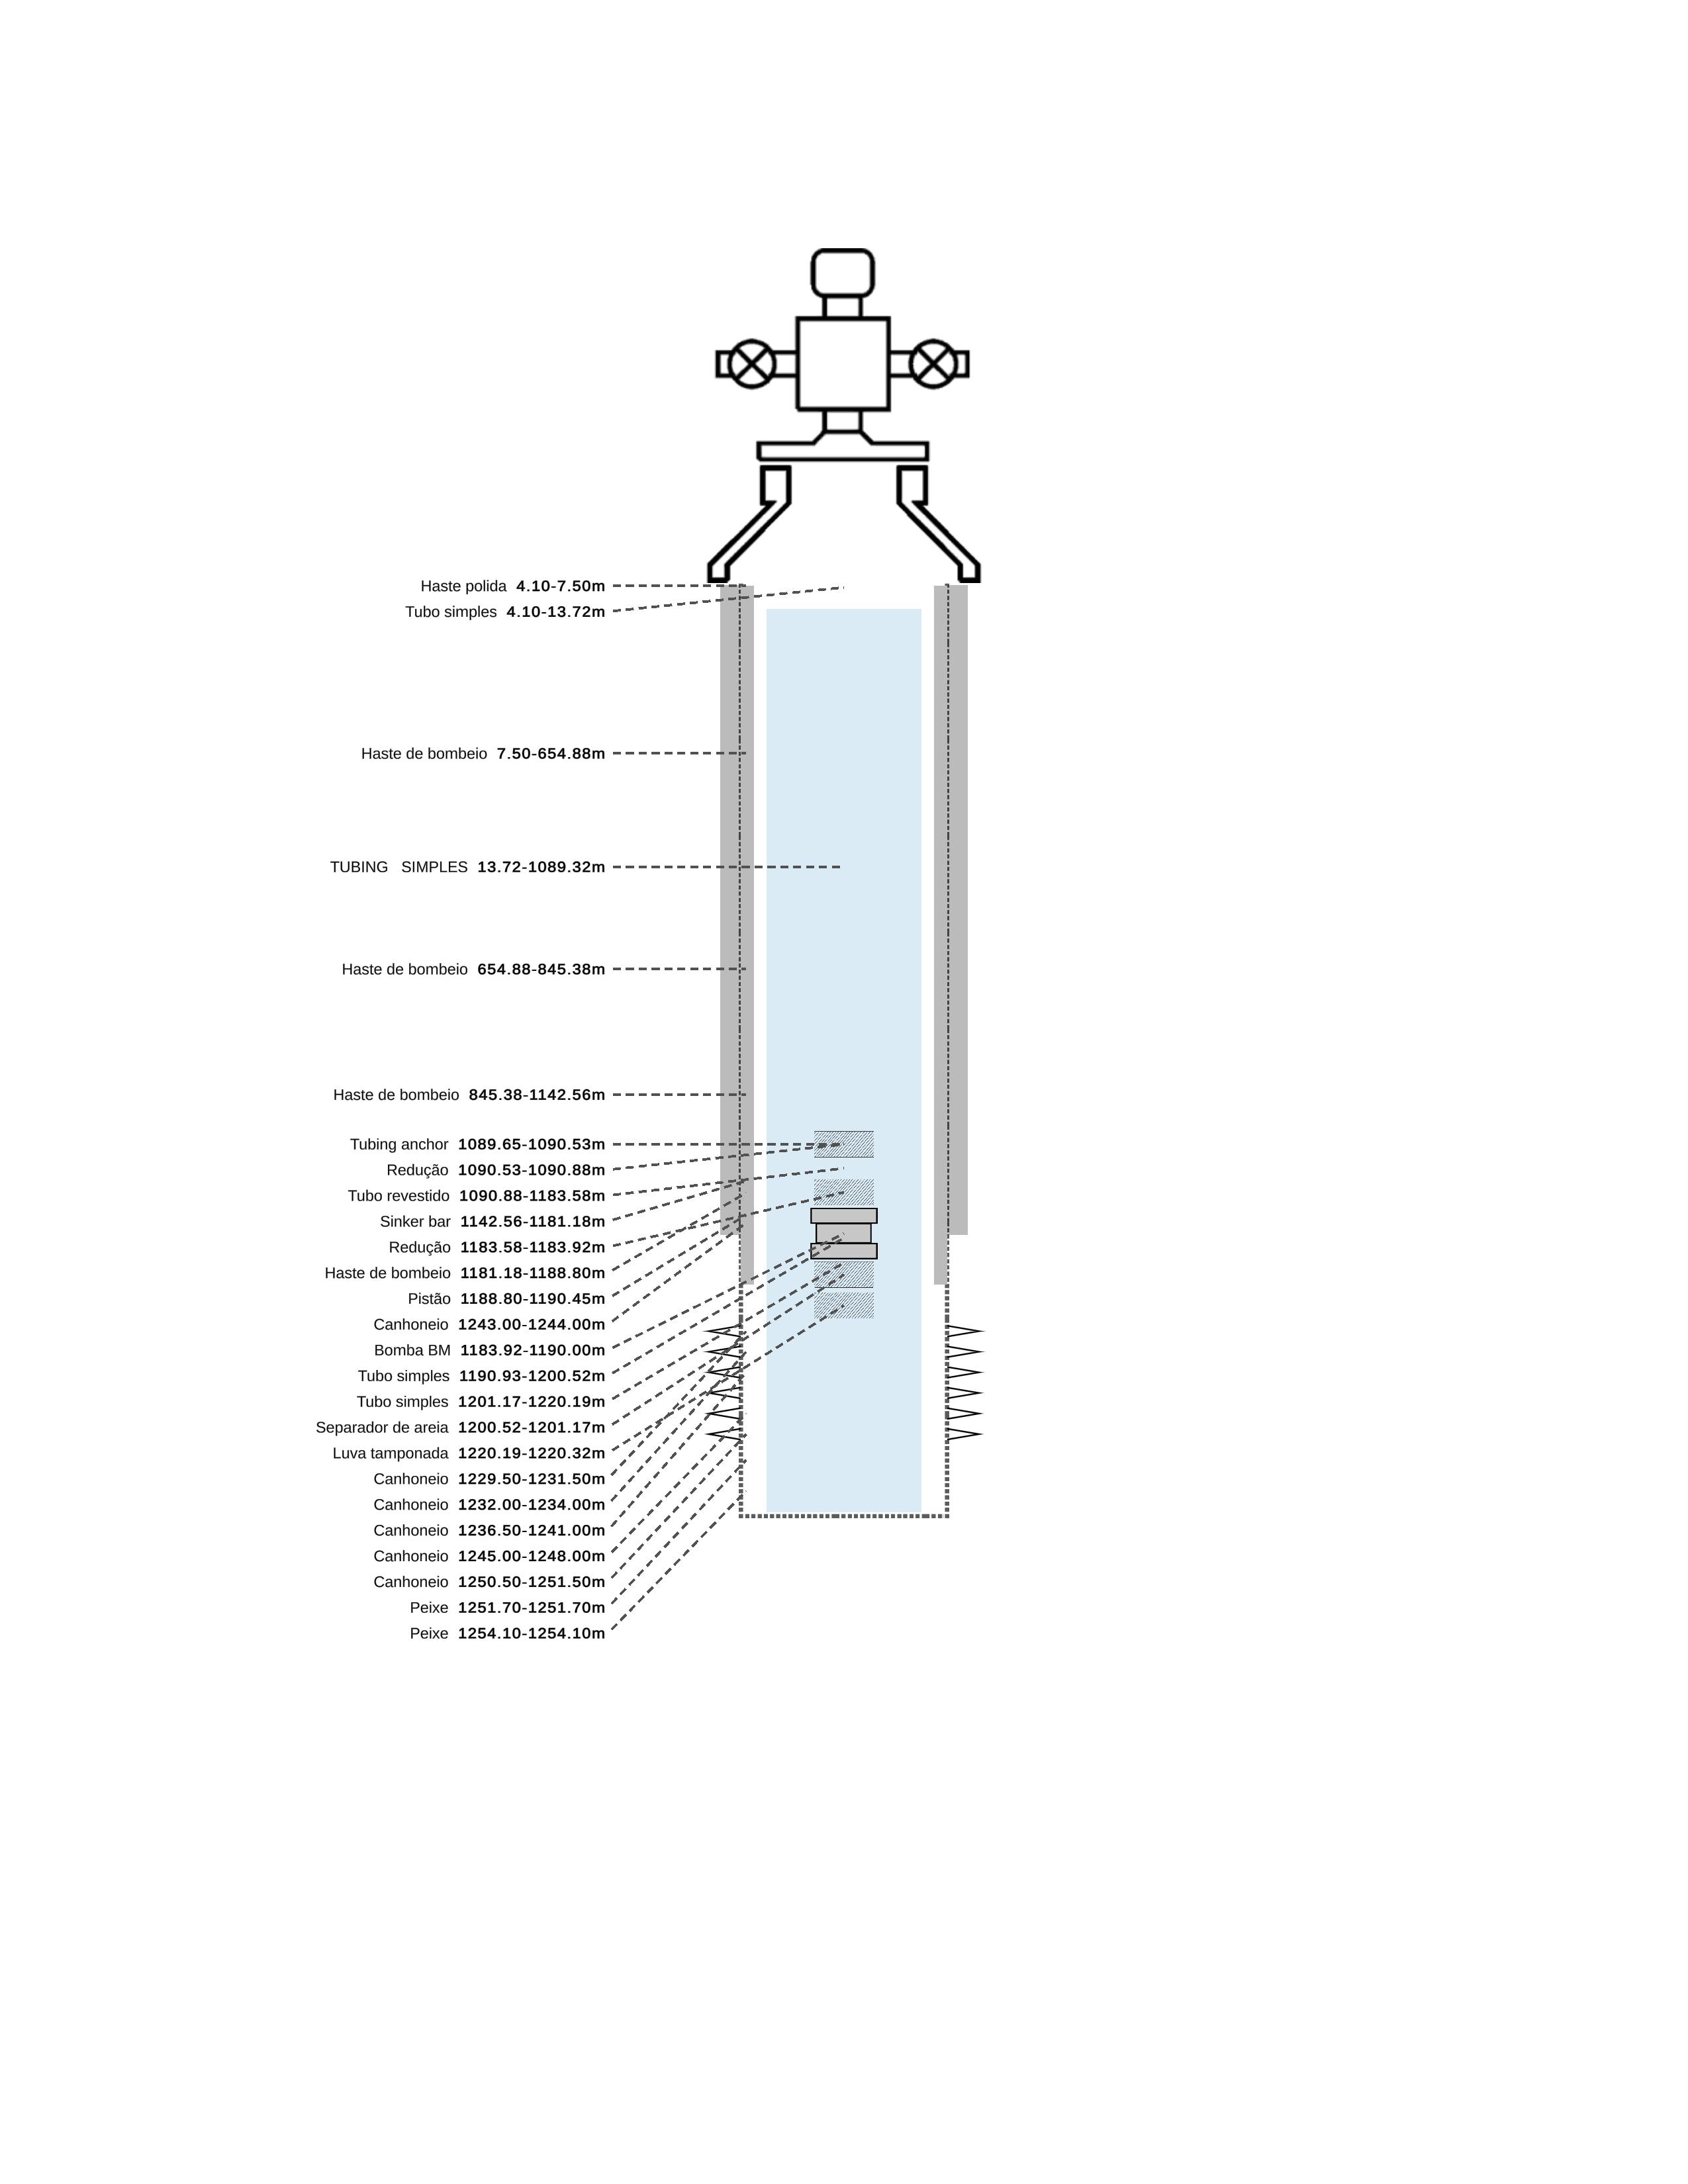 Haste polida 4.10-7.50m
Tubo simples 4.10-13.72m
Haste de bombeio 7.50-654.88m
TUBING SIMPLES 13.72-1089.32m
Haste de bombeio 654.88-845.38m
Haste de bombeio 845.38-1142.56m
Tubing anchor 1089.65-1090.53m
Redução 1090.53-1090.88m
Tubo revestido 1090.88-1183.58m
Sinker bar 1142.56-1181.18m
Redução 1183.58-1183.92m
Haste de bombeio 1181.18-1188.80m
Pistão 1188.80-1190.45m
Canhoneio 1243.00-1244.00m
Bomba BM 1183.92-1190.00m
Tubo simples 1190.93-1200.52m
Tubo simples 1201.17-1220.19m
Separador de areia 1200.52-1201.17m
Luva tamponada 1220.19-1220.32m
Canhoneio 1229.50-1231.50m
Canhoneio 1232.00-1234.00m
Canhoneio 1236.50-1241.00m
Canhoneio 1245.00-1248.00m
Canhoneio 1250.50-1251.50m
Peixe 1251.70-1251.70m
Peixe 1254.10-1254.10m